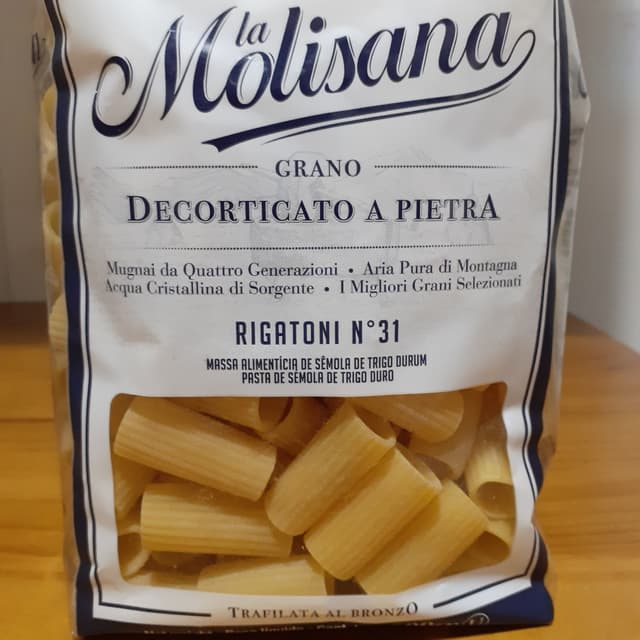 la
Molisana
GRANO
DECORTICATO A PIETRA
Mugnai da Quattro Generazioni • Aria Pura di Montagna
Acqua Cristallina di Sorgente • I Migliori Grani Selezionati
RIGATONI N°31
MASSA ALIMENTÍCIA DE SÊMOLA DE TRIGO DURUM
PASTA DE SEMOLA DE TRIGO DURO
TRAFILATA AL BRONZO